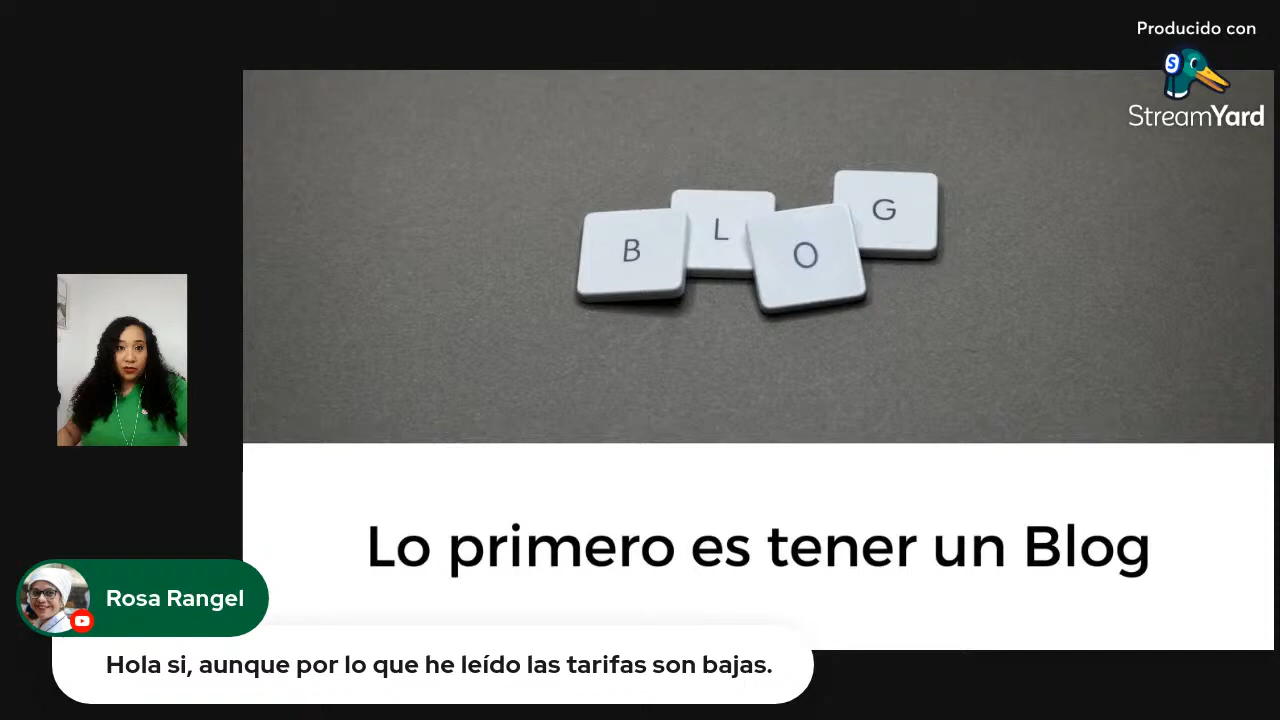 Producido con
StreamYard
B L O G
Lo primero es tener un Blog
Rosa Rangel
Hola si, aunque por lo que he leído las tarifas son bajas.